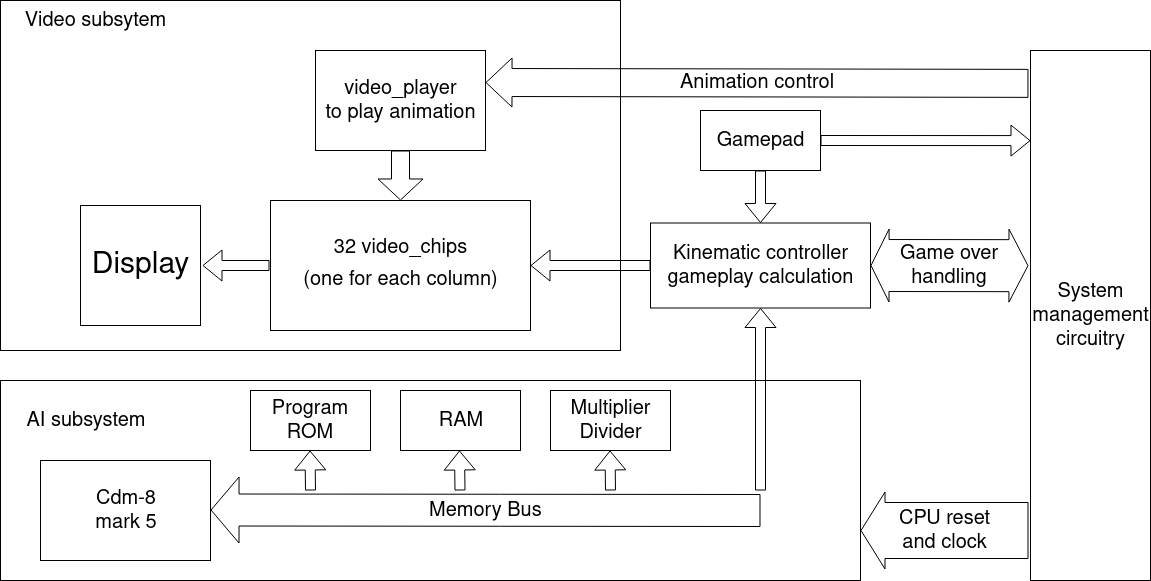 Video subsytem
video_player
to play animation
Animation control
Gamepad
Display
32 video_chips
(one for each column)
Kinematic controller
gameplay calculation
Game over
handling
System
management
circuitry
AI subsystem
Program
ROM
RAM
Multiplier
Divider
Cdm-8
mark 5
Memory Bus
CPU reset
and clock